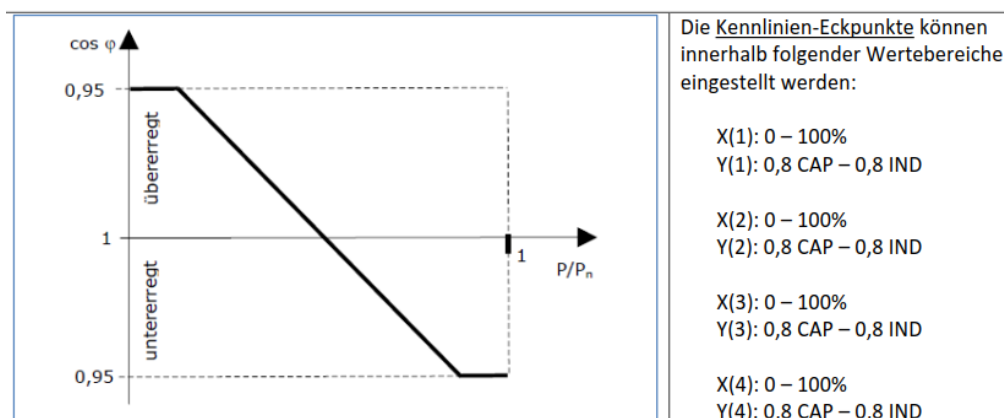 cos φ
0,95
übererregt
1
untererregt
0,95
1
P/Pn
Die Kennlinien-Eckpunkte können
innerhalb folgender Wertebereiche
eingestellt werden:
X(1): 0 – 100%
Y(1): 0,8 CAP – 0,8 IND
X(2): 0 – 100%
Y(2): 0,8 CAP – 0,8 IND
X(3): 0 – 100%
Y(3): 0,8 CAP – 0,8 IND
X(4): 0 – 100%
Y(4): 0,8 CAP – 0,8 IND